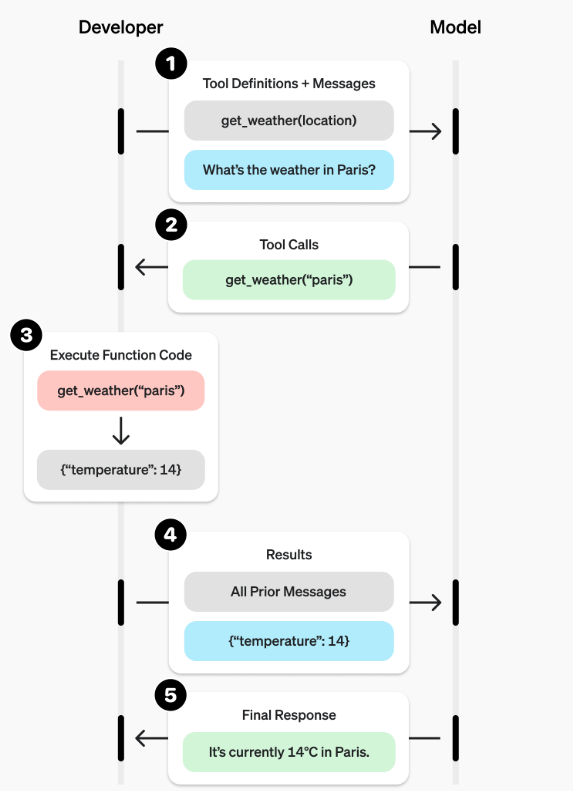 Developer
Model
1
Tool Definitions + Messages
get_weather(location)
What’s the weather in Paris?
2
Tool Calls
get_weather(“paris”)
3
Execute Function Code
get_weather(“paris”)
{“temperature”: 14}
4
Results
All Prior Messages
{“temperature”: 14}
5
Final Response
It’s currently 14°C in Paris.